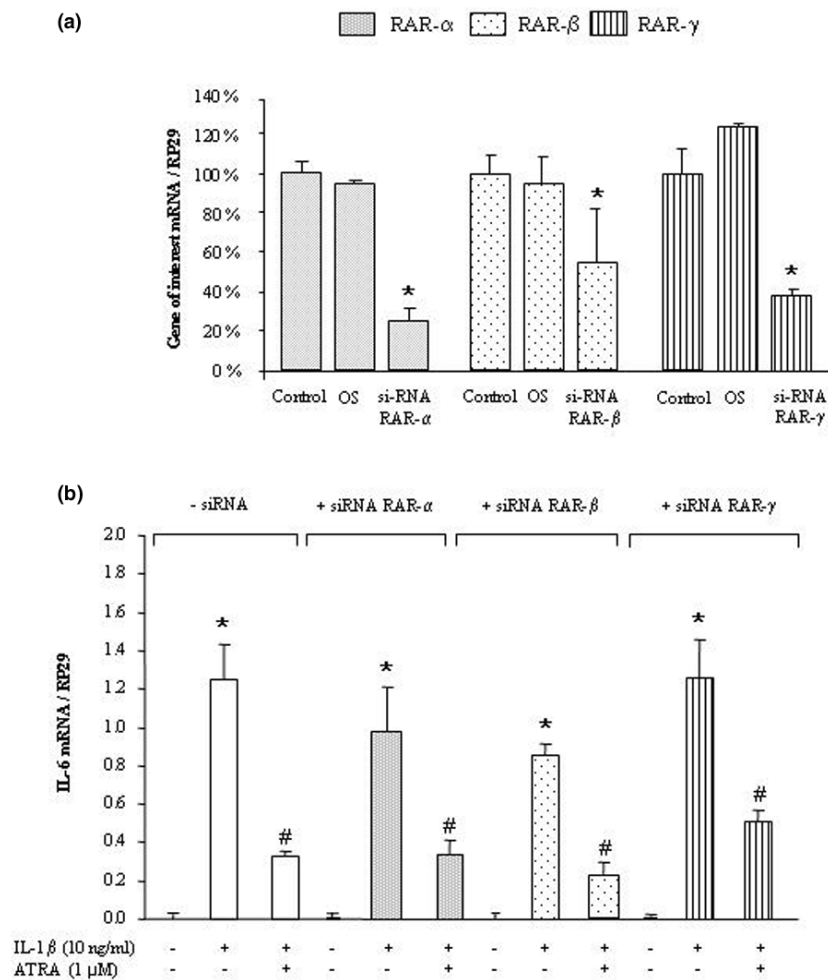 (a)
RAR-α RAR-β RAR-γ
140 %
120 %
100 %
80 %
60 %
40 %
20 %
0 %
Gene of interest mRNA / RP29
* * *
Control OS si-RNA RAR-α Control OS si-RNA RAR-β Control OS si-RNA RAR-γ
(b)
- siRNA + siRNA RAR-α + siRNA RAR-β + siRNA RAR-γ
2.0
1.8
1.6
1.4
1.2
1.0
0.8
0.6
0.4
0.2
0.0
IL-6 mRNA / RP29
* # * # * # * #
IL-1β (10 ng/ml) - + + - + + - + + - + +
ATRA (1 µM) - - + - - + - - + - - +